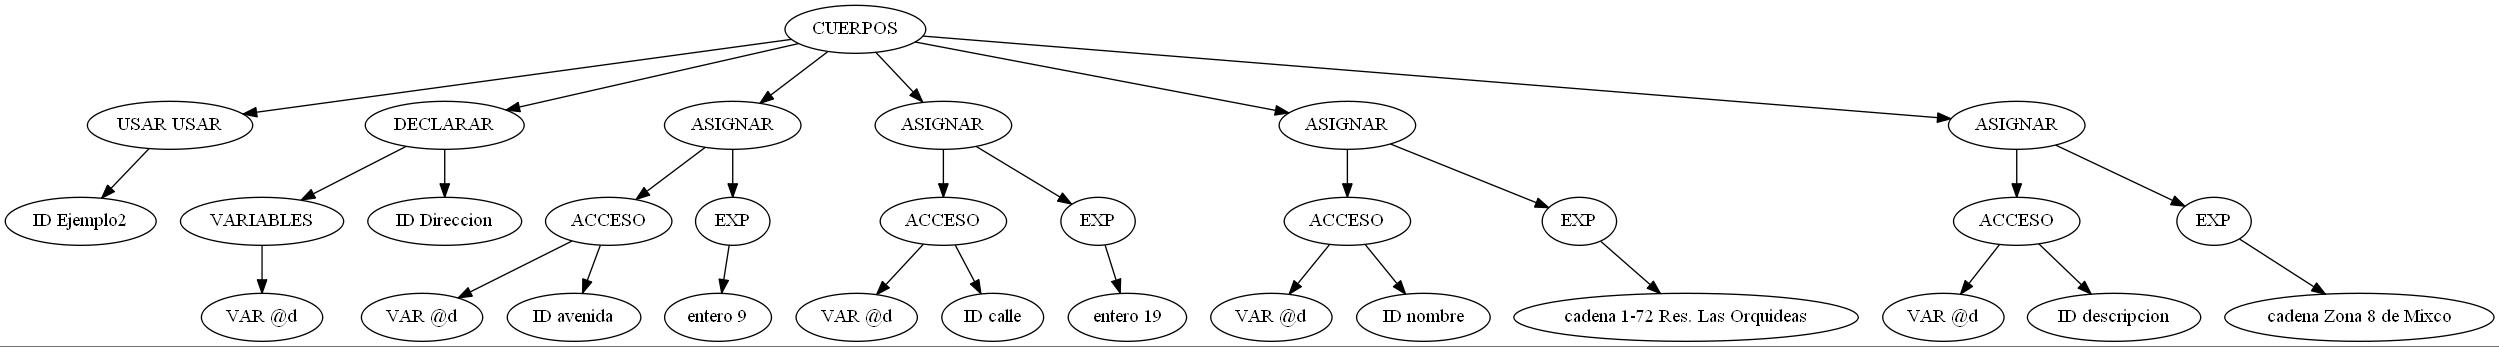 CUERPOS
USAR USAR
DECLARAR
ASIGNAR
ASIGNAR
ASIGNAR
ASIGNAR
ID Ejemplo2
VARIABLES
ID Direccion
ACCESO
EXP
ACCESO
EXP
ACCESO
EXP
ACCESO
EXP
VAR @d
VAR @d
ID avenida
entero 9
VAR @d
ID calle
entero 19
VAR @d
ID nombre
cadena 1-72 Res. Las Orquideas
VAR @d
ID descripcion
cadena Zona 8 de Mixco